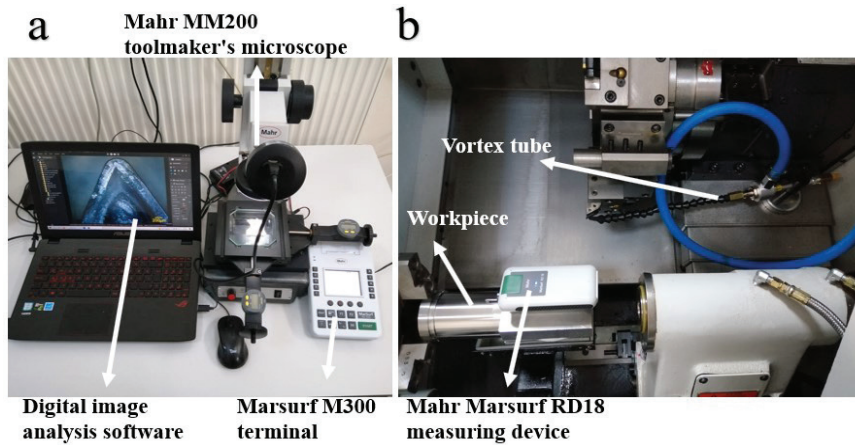 a
Mahr MM200
toolmaker's microscope
b
Mahr
Vortex tube
Workpiece
Digital image
analysis software
Marsurf M300
terminal
Mahr Marsurf RD18
measuring device